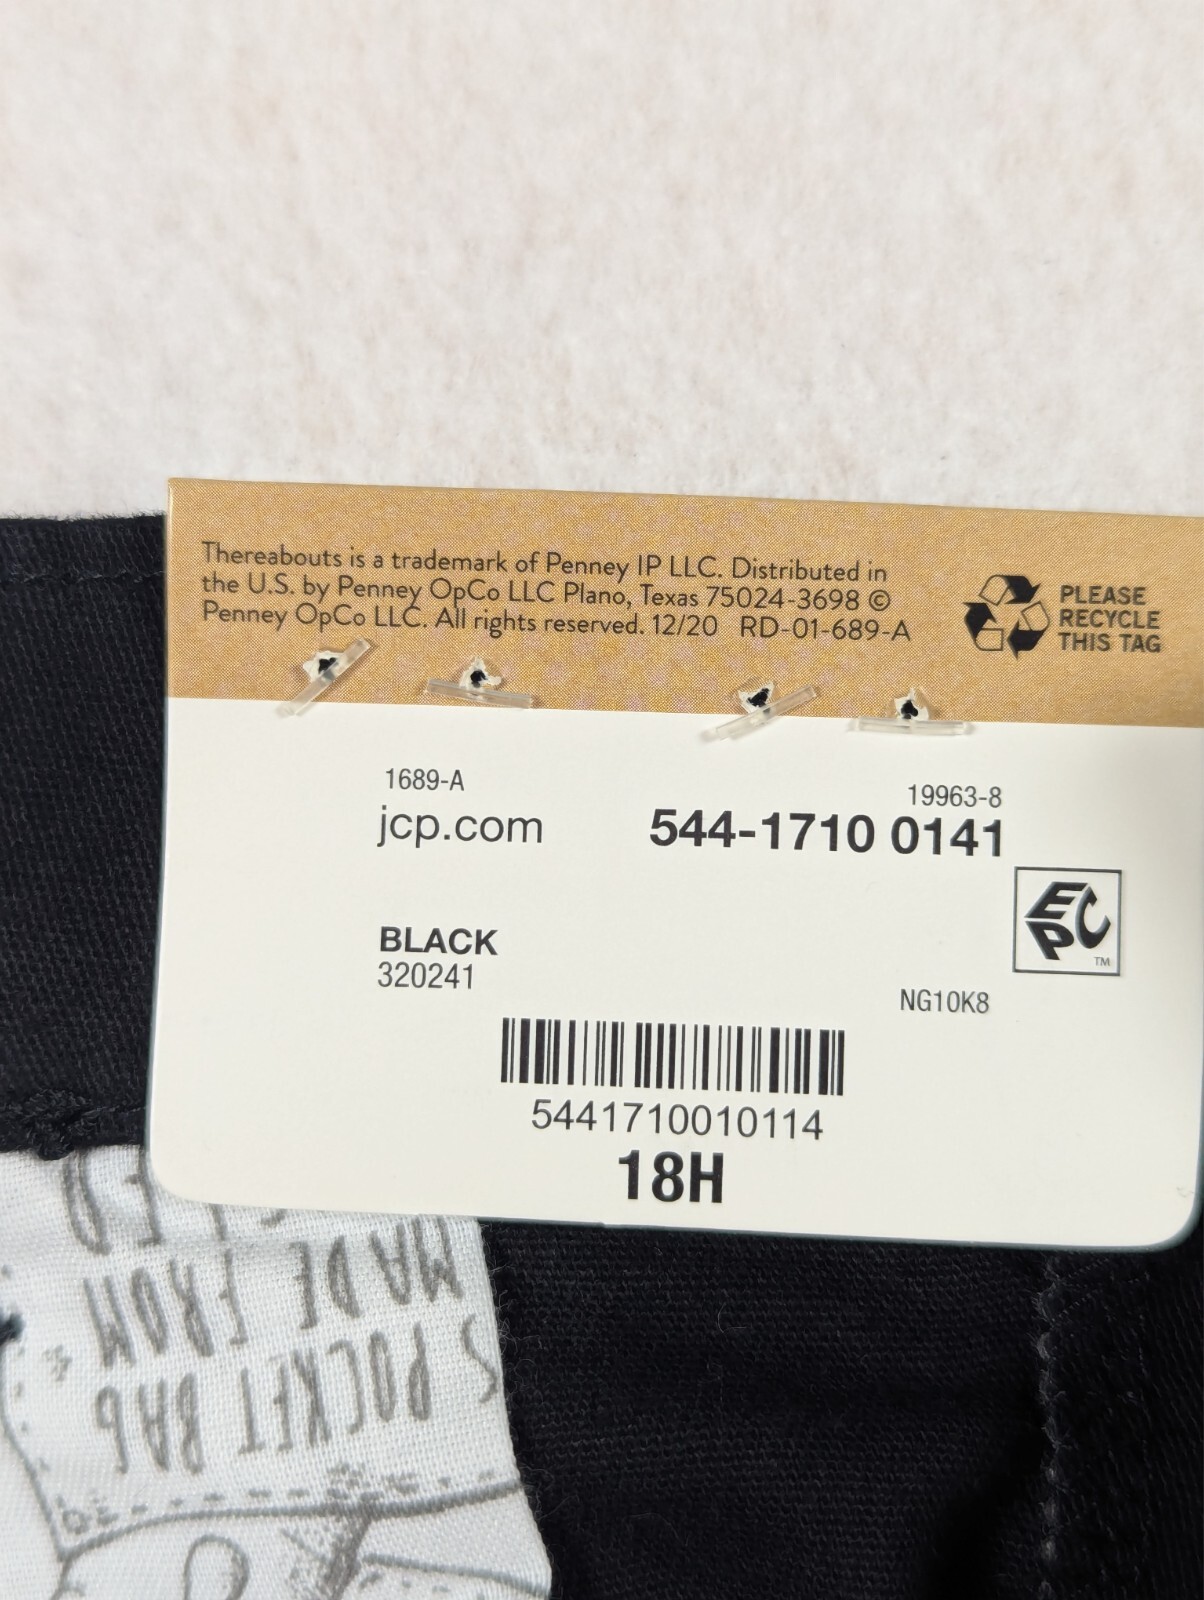 Thereabouts is a trademark of Penney IP LLC. Distributed in
the U.S. by Penney OpCo LLC Plano, Texas 75024-3698 ©
Penney OpCo LLC. All rights reserved. 12/20 RD-01-689-A
PLEASE
RECYCLE
THIS TAG
1689-A
19963-8
jcp.com
544-1710 0141
EPC
TM
BLACK
320241
NG10K8
5441710010114
18H
S POCKET BAG
MADE FROM